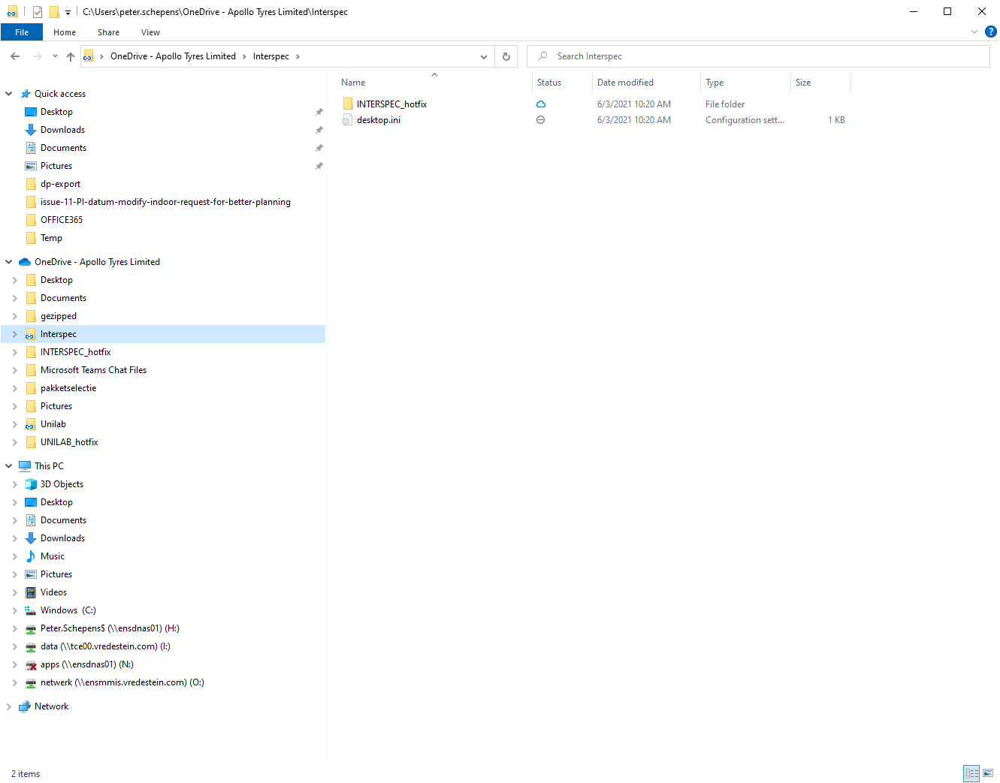 C:\Users\peter.schepens\OneDrive - Apollo Tyres Limited\Interspec
File Home Share View
OneDrive - Apollo Tyres Limited Interspec
Search Interspec
Name Status Date modified Type Size
INTERSPEC_hotfix 6/3/2021 10:20 AM File folder
desktop.ini 6/3/2021 10:20 AM Configuration sett... 1 KB
Quick access
Desktop
Downloads
Documents
Pictures
dp-export
issue-11-PI-datum-modify-indoor-request-for-better-planning
OFFICE365
Temp
OneDrive - Apollo Tyres Limited
Desktop
Documents
gezipped
Interspec
INTERSPEC_hotfix
Microsoft Teams Chat Files
pakketselectie
Pictures
Unilab
UNILAB_hotfix
This PC
3D Objects
Desktop
Documents
Downloads
Music
Pictures
Videos
Windows (C:)
Peter.Schepens$ (\\ensdnas01) (H:)
data (\\tce00.vredestein.com) (I:)
apps (\\ensdnas01) (N:)
netwerk (\\ensmmis.vredestein.com) (O:)
Network
2 items